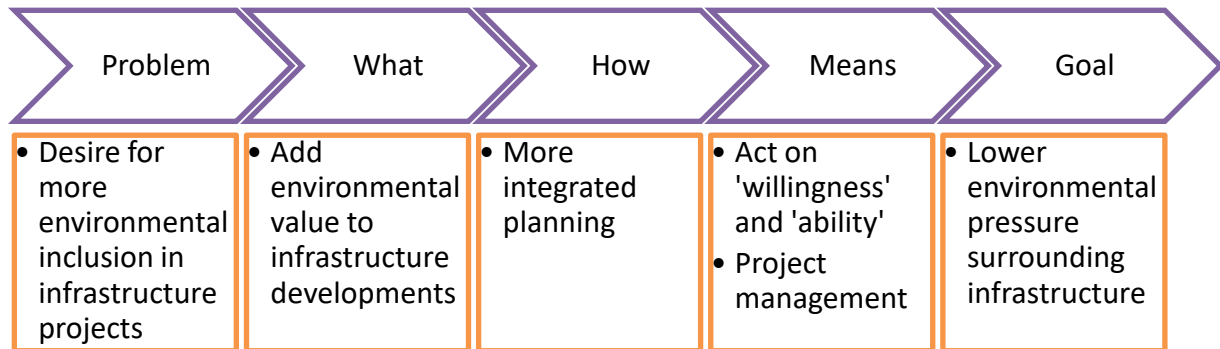 Problem
What
How
Means
Goal
• Desire for
more
environmental
inclusion in
infrastructure
projects
• Add
environmental
value to
infrastructure
developments
• More
integrated
planning
• Act on
'willingness'
and 'ability'
• Project
management
• Lower
environmental
pressure
surrounding
infrastructure